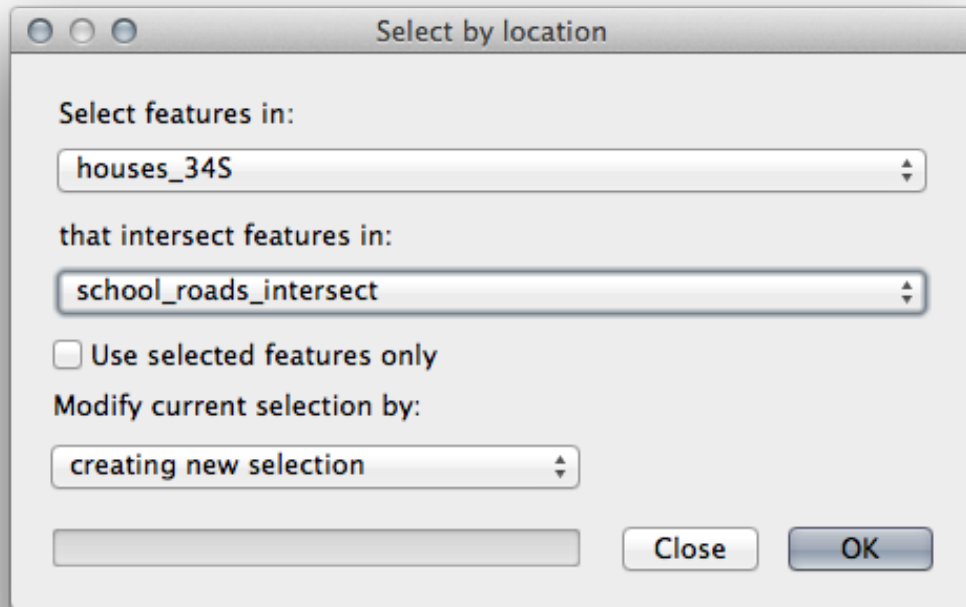 Select by location
Select features in:
houses_34S
that intersect features in:
school_roads_intersect
Use selected features only
Modify current selection by:
creating new selection
Close OK